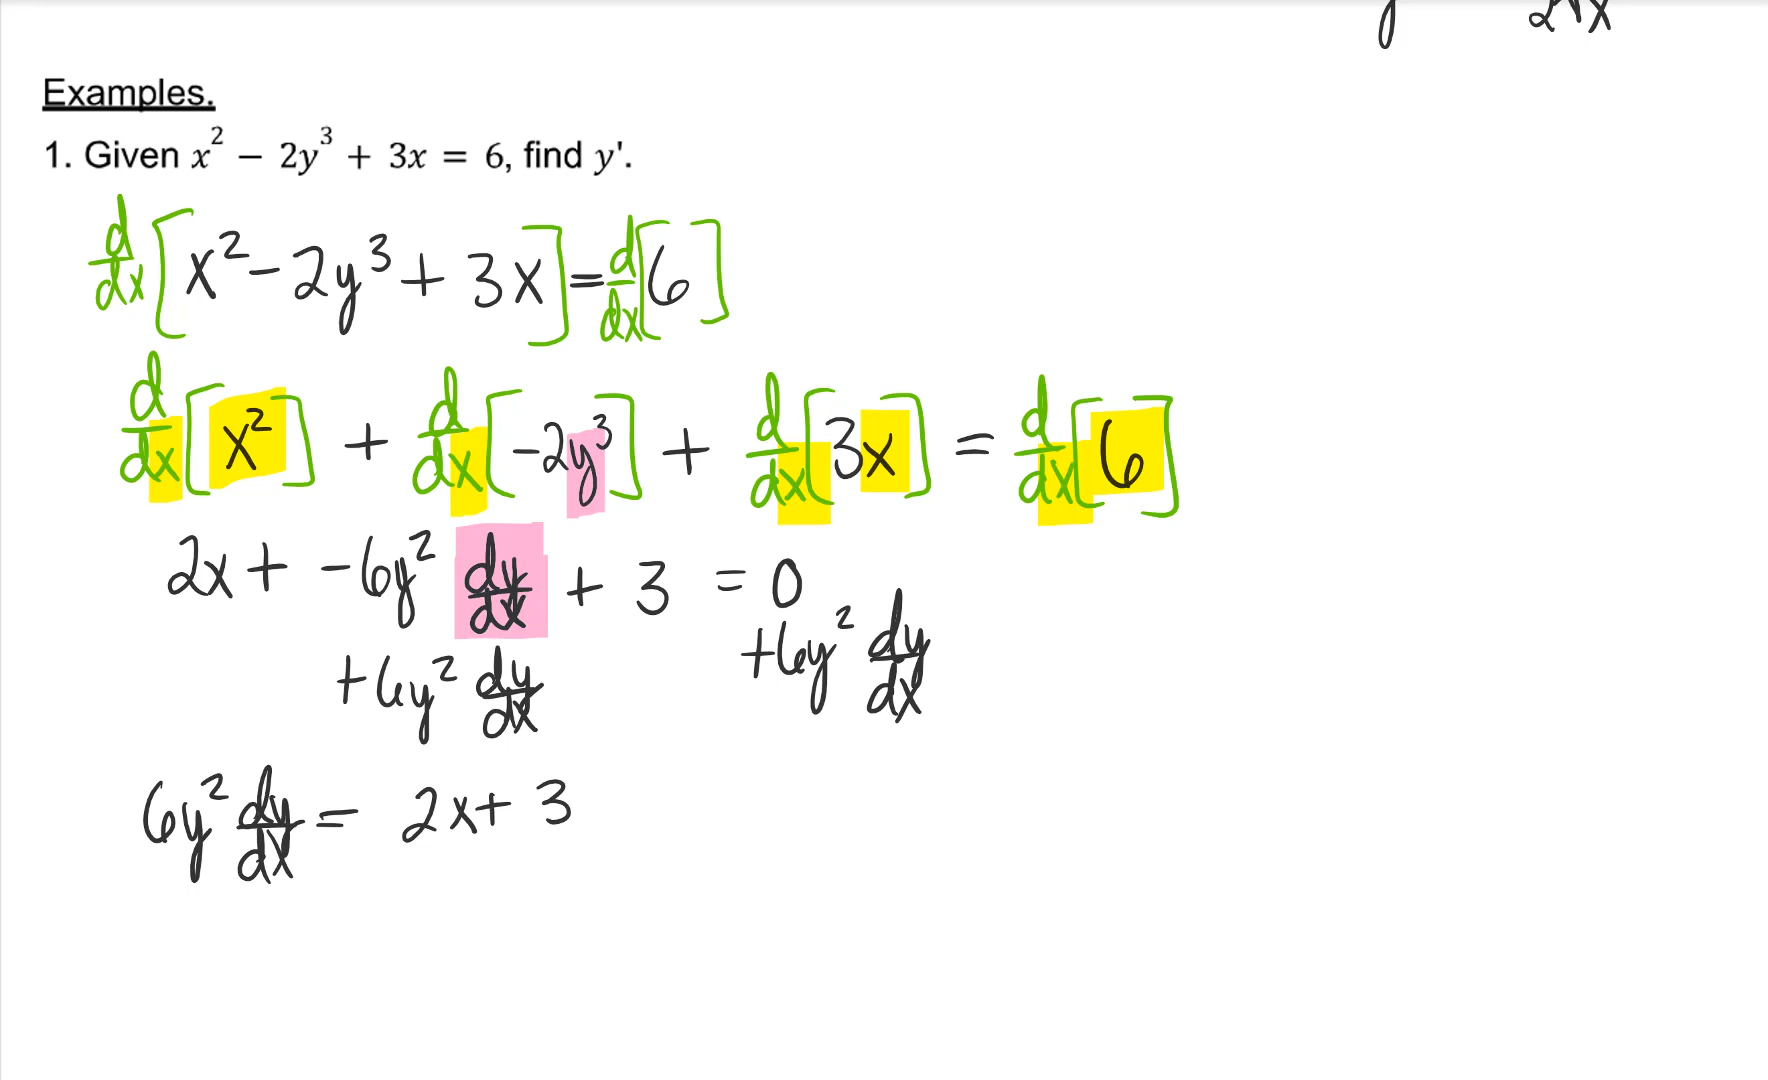 Examples.
1. Given x² − 2y³ + 3x = 6, find y'.
d/dx [x² − 2y³ + 3x] = d/dx [6]
d/dx [x²] + d/dx [−2y³] + d/dx [3x] = d/dx [6]
2x + −6y² dy/dx + 3 = 0
+6y² dy/dx +6y² dy/dx
6y² dy/dx = 2x + 3